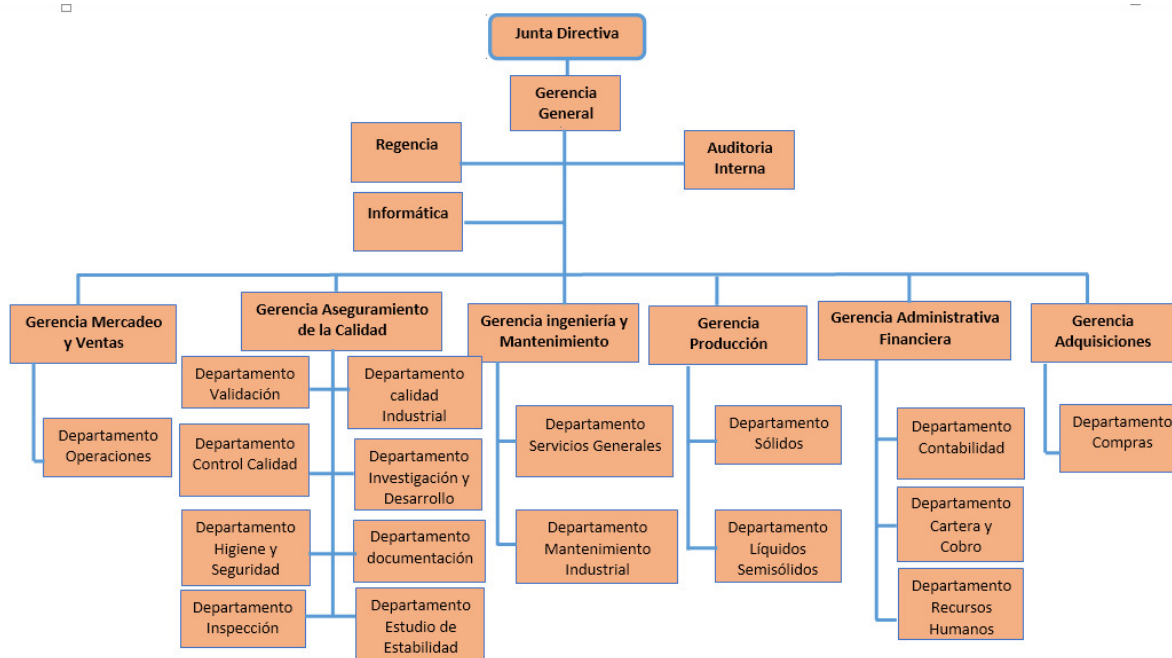 Junta Directiva
Gerencia
General
Regencia
Auditoria
Interna
Informática
Gerencia Mercadeo
y Ventas
Gerencia Aseguramiento
de la Calidad
Gerencia ingeniería y
Mantenimiento
Gerencia
Producción
Gerencia Administrativa
Financiera
Gerencia
Adquisiciones
Departamento
Operaciones
Departamento
Validación
Departamento
calidad
Industrial
Departamento
Control Calidad
Departamento
Investigación y
Desarrollo
Departamento
Higiene y
Seguridad
Departamento
documentación
Departamento
Inspección
Departamento
Estudio de
Estabilidad
Departamento
Servicios Generales
Departamento
Mantenimiento
Industrial
Departamento
Sólidos
Departamento
Líquidos
Semisólidos
Departamento
Contabilidad
Departamento
Cartera y
Cobro
Departamento
Recursos
Humanos
Departamento
Compras